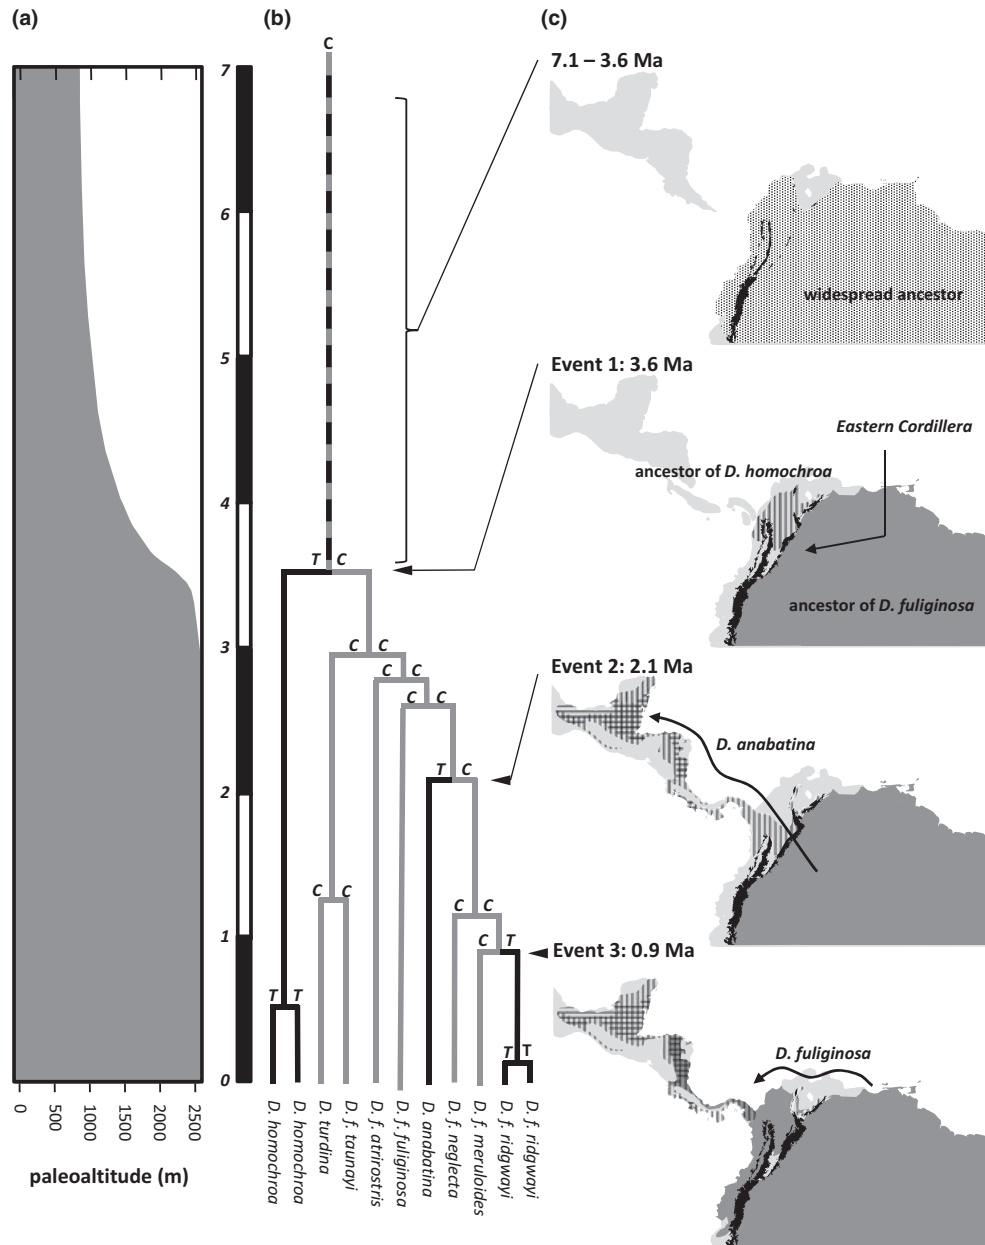 (a)
(b)
(c)
7
6
5
4
3
2
1
0
0
500
1000
1500
2000
2500
paleoaltitude (m)
C
T C
C C
C C
C C
T C
C C
C C
C T
T T
T T
D. homochroa
D. homochroa
D. turdina
D. f. taunayi
D. f. atrirostris
D. f. fuliginosa
D. anabatina
D. f. neglecta
D. f. meruloides
D. f. ridgwayi
D. f. ridgwayi
7.1 – 3.6 Ma
widespread ancestor
Event 1: 3.6 Ma
Eastern Cordillera
ancestor of D. homochroa
ancestor of D. fuliginosa
Event 2: 2.1 Ma
D. anabatina
Event 3: 0.9 Ma
D. fuliginosa